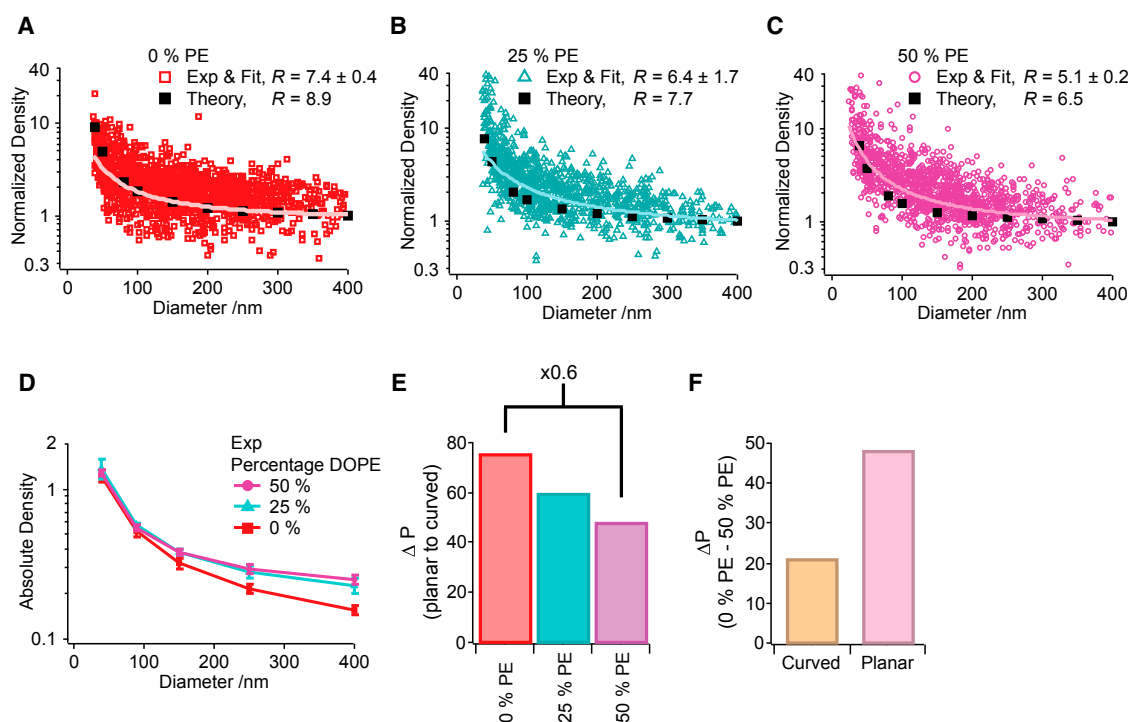 A
0 % PE
Exp & Fit, R = 7.4 ± 0.4
Theory, R = 8.9
Normalized Density
40
10
1
0.3
0 100 200 300 400
Diameter /nm
B
25 % PE
Exp & Fit, R = 6.4 ± 1.7
Theory, R = 7.7
Normalized Density
40
10
1
0.3
0 100 200 300 400
Diameter /nm
C
50 % PE
Exp & Fit, R = 5.1 ± 0.2
Theory, R = 6.5
Normalized Density
40
10
1
0.3
0 100 200 300 400
Diameter /nm
D
Exp
Percentage DOPE
50 %
25 %
0 %
Absolute Density
2
1
0.1
0 100 200 300 400
Diameter /nm
E
x0.6
Δ P
(planar to curved)
80
60
40
20
0
0 % PE
25 % PE
50 % PE
F
ΔP
(0 % PE - 50 % PE)
50
40
30
20
10
0
Curved Planar